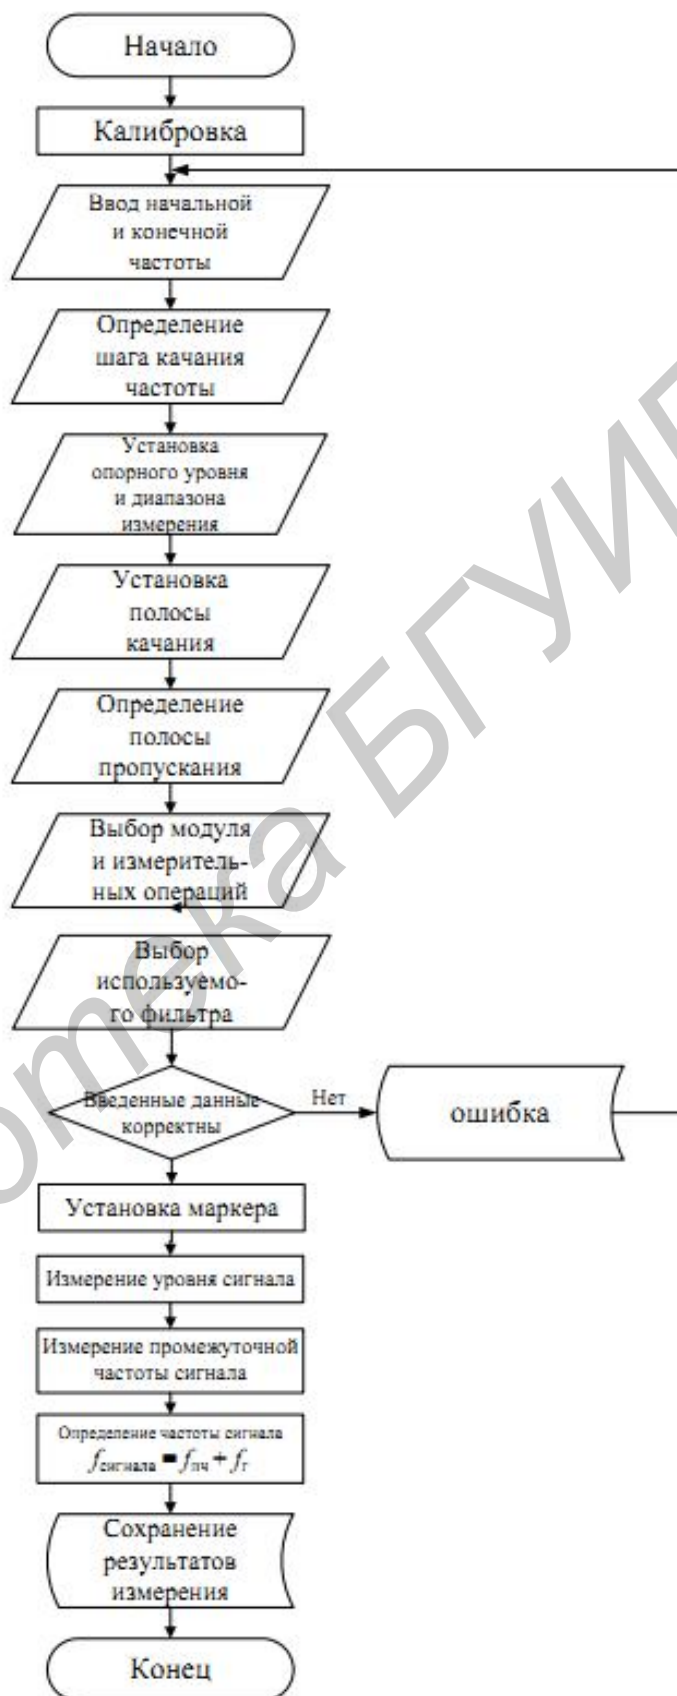 Начало
Калибровка
Ввод начальной
и конечной
частоты
Определение
шага качания
частоты
Установка
опорного уровня
и диапазона
измерения
Установка
полосы
качания
Определение
полосы
пропускания
Выбор модуля
и измеритель-
ных операций
Выбор
используемо-
го фильтра
Введенные данные
корректны
Нет
ошибка
Установка маркера
Измерение уровня сигнала
Измерение промежуточной
частоты сигнала
Определение частоты сигнала
fсигнала = fпч + fг
Сохранение
результатов
измерения
Конец